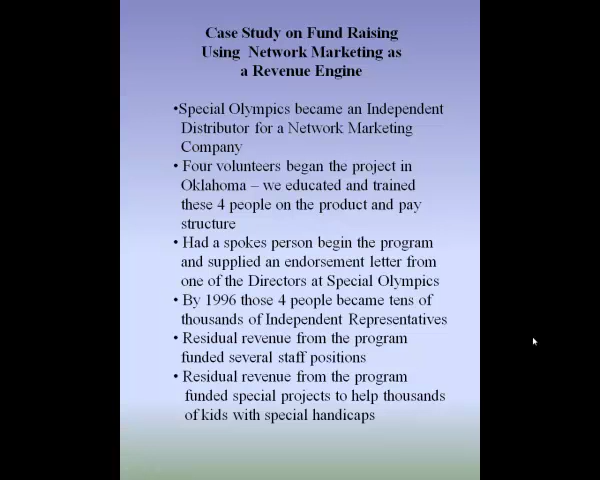 Case Study on Fund Raising
Using Network Marketing as
a Revenue Engine
•Special Olympics became an Independent
Distributor for a Network Marketing
Company
• Four volunteers began the project in
Oklahoma – we educated and trained
these 4 people on the product and pay
structure
• Had a spokes person begin the program
and supplied an endorsement letter from
one of the Directors at Special Olympics
• By 1996 those 4 people became tens of
thousands of Independent Representatives
• Residual revenue from the program
funded several staff positions
• Residual revenue from the program
funded special projects to help thousands
of kids with special handicaps